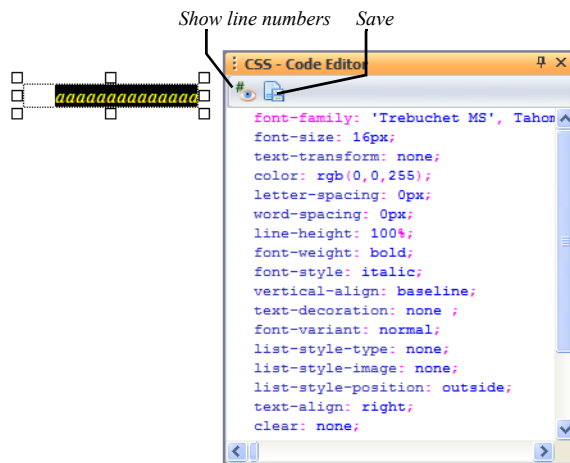 Show line numbers Save
CSS - Code Editor
aaaaaaaaaaaaaa
font-family: 'Trebuchet MS', Tahom
font-size: 16px;
text-transform: none;
color: rgb(0,0,255);
letter-spacing: 0px;
word-spacing: 0px;
line-height: 100%;
font-weight: bold;
font-style: italic;
vertical-align: baseline;
text-decoration: none ;
font-variant: normal;
list-style-type: none;
list-style-image: none;
list-style-position: outside;
text-align: right;
clear: none;